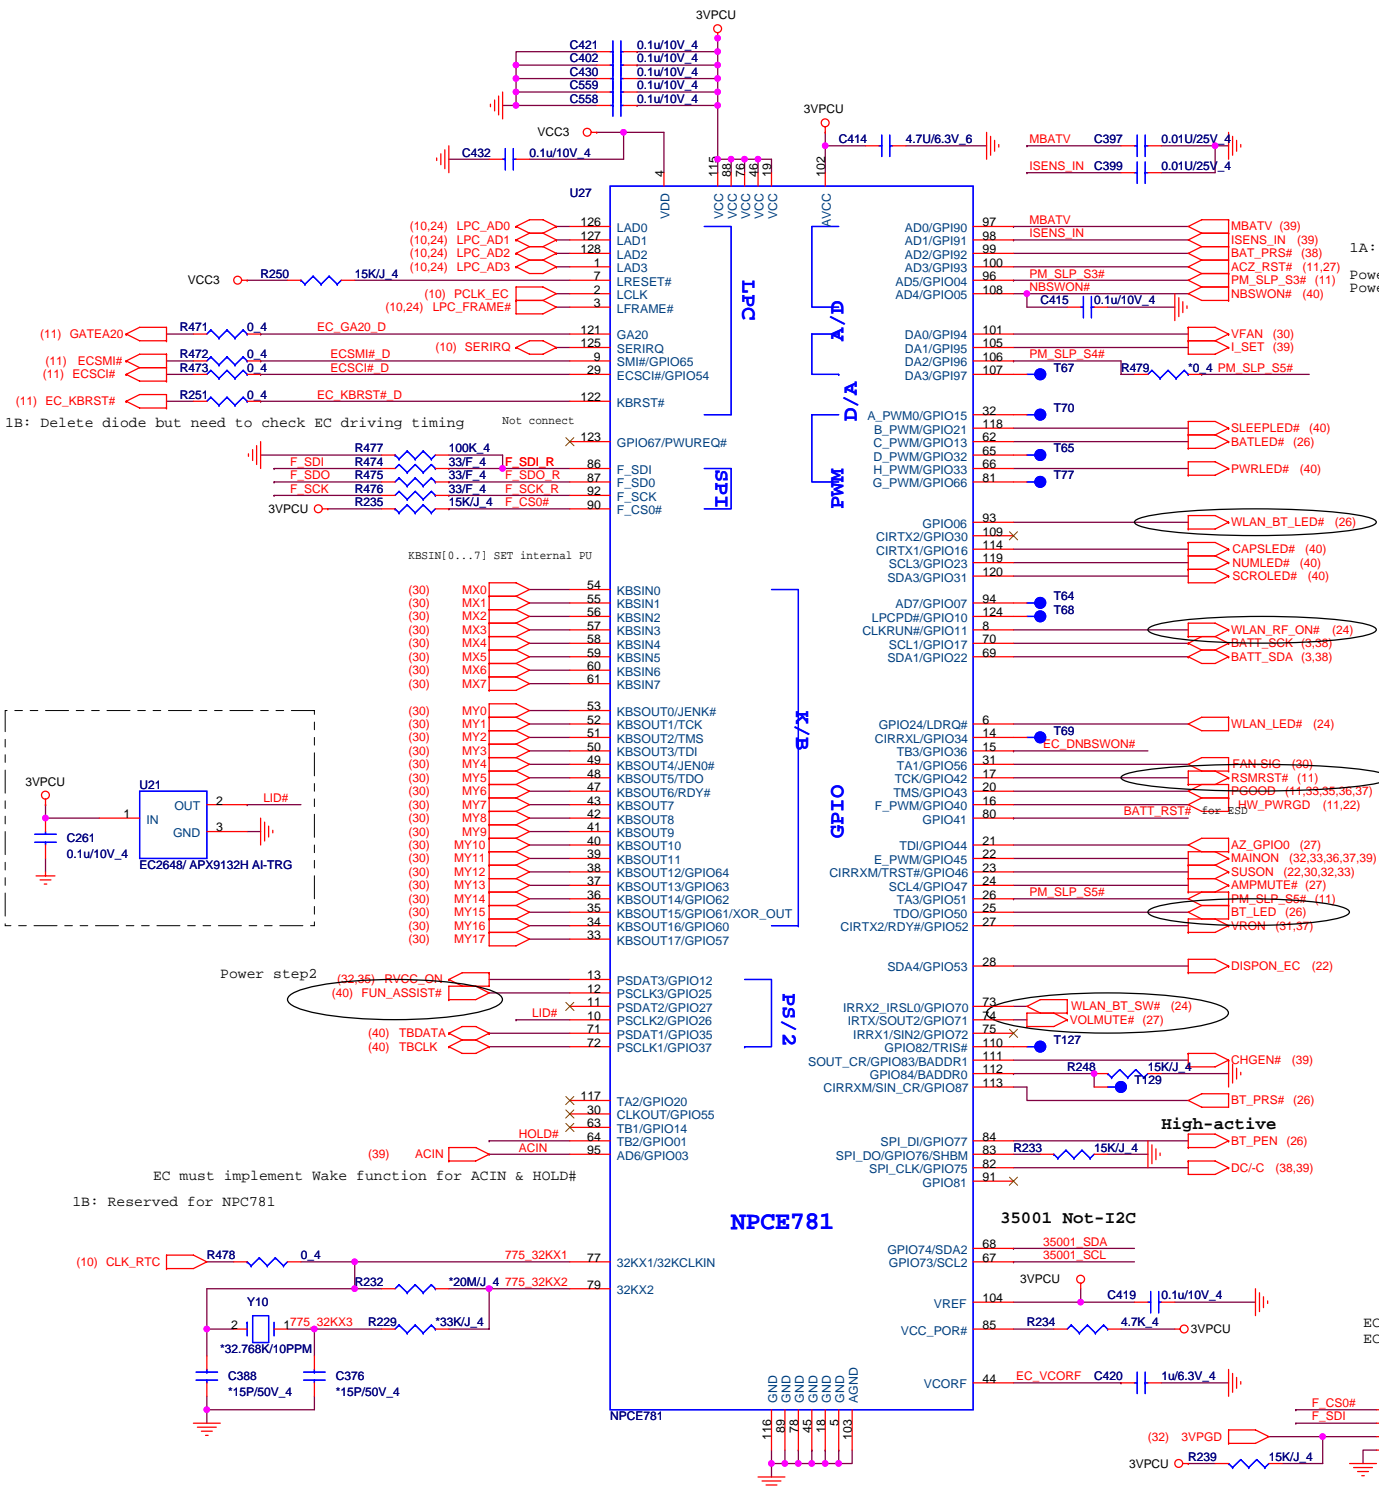 3VPCU
C421 0.1u/10V_4
C402 0.1u/10V_4
C430 0.1u/10V_4
C559 0.1u/10V_4
C558 0.1u/10V_4
3VPCU
VCC3
C432 0.1u/10V_4
C414 4.7U/6.3V_6
MBATV C397 0.01U/25V_4
ISENS_IN C399 0.01U/25V_4
4 115 88 76 46 19 102
U27
VDD VCC VCC VCC VCC VCC AVCC
(10,24) LPC_AD0 126 LAD0
(10,24) LPC_AD1 127 LAD1
(10,24) LPC_AD2 128 LAD2
(10,24) LPC_AD3 1 LAD3
VCC3 R250 15K/J_4 7 LRESET#
(10) PCLK_EC 2 LCLK
(10,24) LPC_FRAME# 3 LFRAME#
(11) GATEA20 R471 0_4 EC_GA20_D 121 GA20
(10) SERIRQ 125 SERIRQ
(11) ECSMI# R472 0_4 ECSMI#_D 9 SMI#/GPIO65
(11) ECSCI# R473 0_4 ECSCI#_D 29 ECSCI#/GPIO54
(11) EC_KBRST# R251 0_4 EC_KBRST#_D 122 KBRST#
LPC
1B: Delete diode but need to check EC driving timing
Not connect
123 GPIO67/PWUREQ#
R477 100K_4
F_SDI R474 33/F_4 F_SDI_R 86 F_SDI
F_SDO R475 33/F_4 F_SDO_R 87 F_SD0
F_SCK R476 33/F_4 F_SCK_R 92 F_SCK
3VPCU R235 15K/J_4 F_CS0# 90 F_CS0#
SPI
KBSIN[0...7] SET internal PU
(30) MX0 54 KBSIN0
(30) MX1 55 KBSIN1
(30) MX2 56 KBSIN2
(30) MX3 57 KBSIN3
(30) MX4 58 KBSIN4
(30) MX5 59 KBSIN5
(30) MX6 60 KBSIN6
(30) MX7 61 KBSIN7
(30) MY0 53 KBSOUT0/JENK#
(30) MY1 52 KBSOUT1/TCK
(30) MY2 51 KBSOUT2/TMS
(30) MY3 50 KBSOUT3/TDI
(30) MY4 49 KBSOUT4/JEN0#
(30) MY5 48 KBSOUT5/TDO
(30) MY6 47 KBSOUT6/RDY#
(30) MY7 43 KBSOUT7
(30) MY8 42 KBSOUT8
(30) MY9 41 KBSOUT9
(30) MY10 40 KBSOUT10
(30) MY11 39 KBSOUT11
(30) MY12 38 KBSOUT12/GPIO64
(30) MY13 37 KBSOUT13/GPIO63
(30) MY14 36 KBSOUT14/GPIO62
(30) MY15 35 KBSOUT15/GPIO61/XOR_OUT
(30) MY16 34 KBSOUT16/GPIO60
(30) MY17 33 KBSOUT17/GPIO57
K/B
3VPCU
U21
1 IN OUT 2 LID#
GND 3
C261
0.1u/10V_4
EC2648/ APX9132H AI-TRG
Power step2
(32,35) RVCC_ON 13 PSDAT3/GPIO12
(40) FUN_ASSIST# 12 PSCLK3/GPIO25
11 PSDAT2/GPIO27
LID# 10 PSCLK2/GPIO26
(40) TBDATA 71 PSDAT1/GPIO35
(40) TBCLK 72 PSCLK1/GPIO37
PS/2
117 TA2/GPIO20
30 CLKOUT/GPIO55
63 TB1/GPIO14
HOLD# 64 TB2/GPIO01
(39) ACIN ACIN 95 AD6/GPIO03
EC must implement Wake function for ACIN & HOLD#
1B: Reserved for NPC781
(10) CLK_RTC R478 0_4 775_32KX1 77 32KX1/32KCLKIN
R232 *20M/J_4 775_32KX2 79 32KX2
Y10
2 1 775_32KX3 R229 *33K/J_4
*32.768K/10PPM
C388 C376
*15P/50V_4 *15P/50V_4
NPCE781
NPCE781
GND GND GND GND GND GND AGND
116 89 78 45 18 5 103
A/D
AD0/GPI90 97 MBATV MBATV (39)
AD1/GPI91 98 ISENS_IN ISENS_IN (39)
AD2/GPI92 99 BAT_PRS# (38)
AD3/GPI93 100 ACZ_RST# (11,27)
AD5/GPIO04 96 PM_SLP_S3# PM_SLP_S3# (11)
AD4/GPIO05 108 NBSWON# NBSWON# (40)
C415 0.1u/10V_4
1A:
Powe
Powe
D/A
DA0/GPI94 101 VFAN (30)
DA1/GPI95 105 I_SET (39)
DA2/GPI96 106 PM_SLP_S4#
DA3/GPI97 107 T67 R479 *0_4 PM_SLP_S5#
PWM
A_PWM0/GPIO15 32 T70
B_PWM/GPIO21 118 SLEEPLED# (40)
C_PWM/GPIO13 62 BATLED# (26)
D_PWM/GPIO32 65 T65
H_PWM/GPIO33 66 PWRLED# (40)
G_PWM/GPIO66 81 T77
GPIO06 93 WLAN_BT_LED# (26)
CIRTX2/GPIO30 109
CIRTX1/GPIO16 114 CAPSLED# (40)
SCL3/GPIO23 119 NUMLED# (40)
SDA3/GPIO31 120 SCROLED# (40)
AD7/GPIO07 94 T64
LPCPD#/GPIO10 124 T68
CLKRUN#/GPIO11 8 WLAN_RF_ON# (24)
SCL1/GPIO17 70 BATT_SCK (3,38)
SDA1/GPIO22 69 BATT_SDA (3,38)
GPIO
GPIO24/LDRQ# 6 WLAN_LED# (24)
CIRRXL/GPIO34 14 T69
TB3/GPIO36 15 EC_DNBSWON#
TA1/GPIO56 31 FAN SIG (30)
TCK/GPIO42 17 RSMRST# (11)
TMS/GPIO43 20 PGOOD (11,33,35,36,37)
F_PWM/GPIO40 16 HW_PWRGD (11,22)
GPIO41 80 BATT_RST# for ESD
TDI/GPIO44 21 AZ_GPIO0 (27)
E_PWM/GPIO45 22 MAINON (32,33,36,37,39)
CIRRXM/TRST#/GPIO46 23 SUSON (22,30,32,33)
SCL4/GPIO47 24 AMPMUTE# (27)
TA3/GPIO51 26 PM_SLP_S5# PM_SLP_S5# (11)
TDO/GPIO50 25 BT_LED (26)
CIRTX2/RDY#/GPIO52 27 VRON (31,37)
SDA4/GPIO53 28 DISPON_EC (22)
IRRX2_IRSL0/GPIO70 73 WLAN_BT_SW# (24)
IRTX/SOUT2/GPIO71 74 VOLMUTE# (27)
IRRX1/SIN2/GPIO72 75
GPIO82/TRIS# 110 T127
SOUT_CR/GPIO83/BADDR1 111 CHGEN# (39)
GPIO84/BADDR0 112 R248 15K/J_4
T129
CIRRXM/SIN_CR/GPIO87 113 BT_PRS# (26)
High-active
SPI_DI/GPIO77 84 BT_PEN (26)
SPI_DO/GPIO76/SHBM 83 R233 15K/J_4
SPI_CLK/GPIO75 82 DC/-C (38,39)
GPIO81 91
35001 Not-I2C
GPIO74/SDA2 68 35001_SDA
GPIO73/SCL2 67 35001_SCL
3VPCU
VREF 104 C419 0.1u/10V_4
VCC_POR# 85 R234 4.7K_4 3VPCU
EC
EC
VCORF 44 EC_VCORF C420 1u/6.3V_4
F_CS0#
F_SDI
(32) 3VPGD
3VPCU R239 15K/J_4